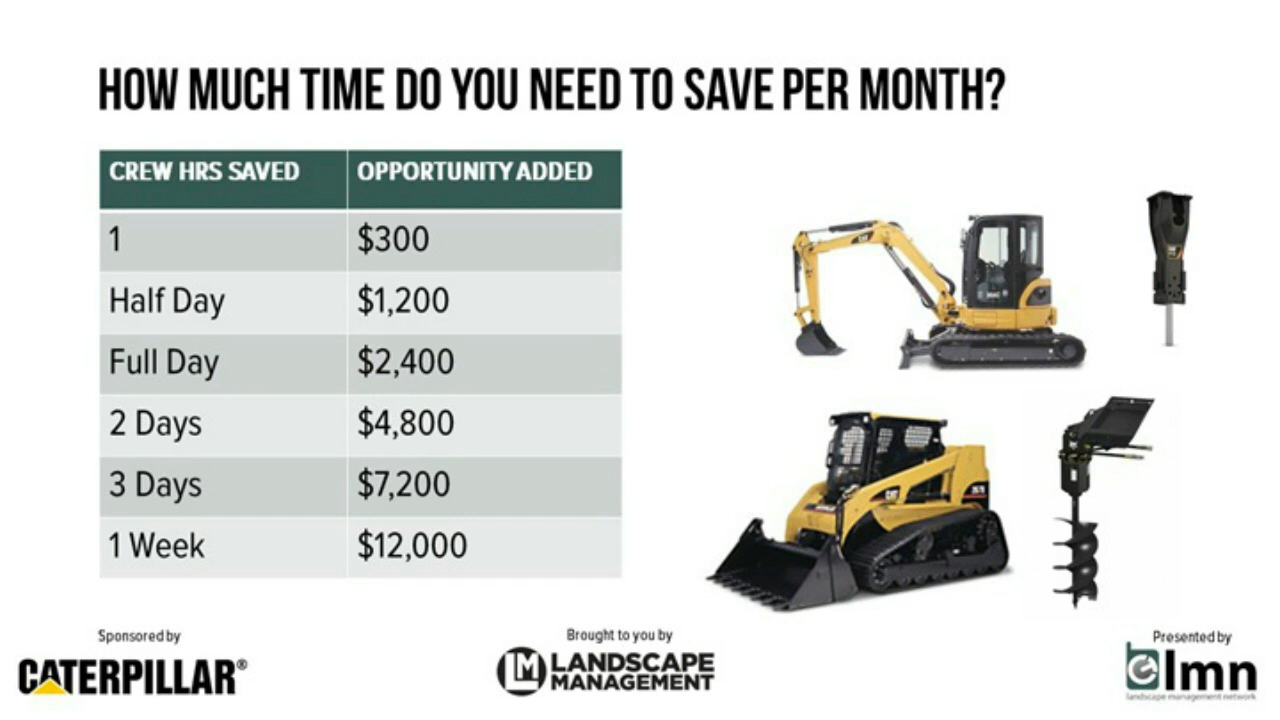 HOW MUCH TIME DO YOU NEED TO SAVE PER MONTH?
CREW HRS SAVED OPPORTUNITY ADDED
1 $300
Half Day $1,200
Full Day $2,400
2 Days $4,800
3 Days $7,200
1 Week $12,000
CAT
Sponsored by
CATERPILLAR®
Brought to you by
LM LANDSCAPE
MANAGEMENT
Presented by
lmn
landscape management network